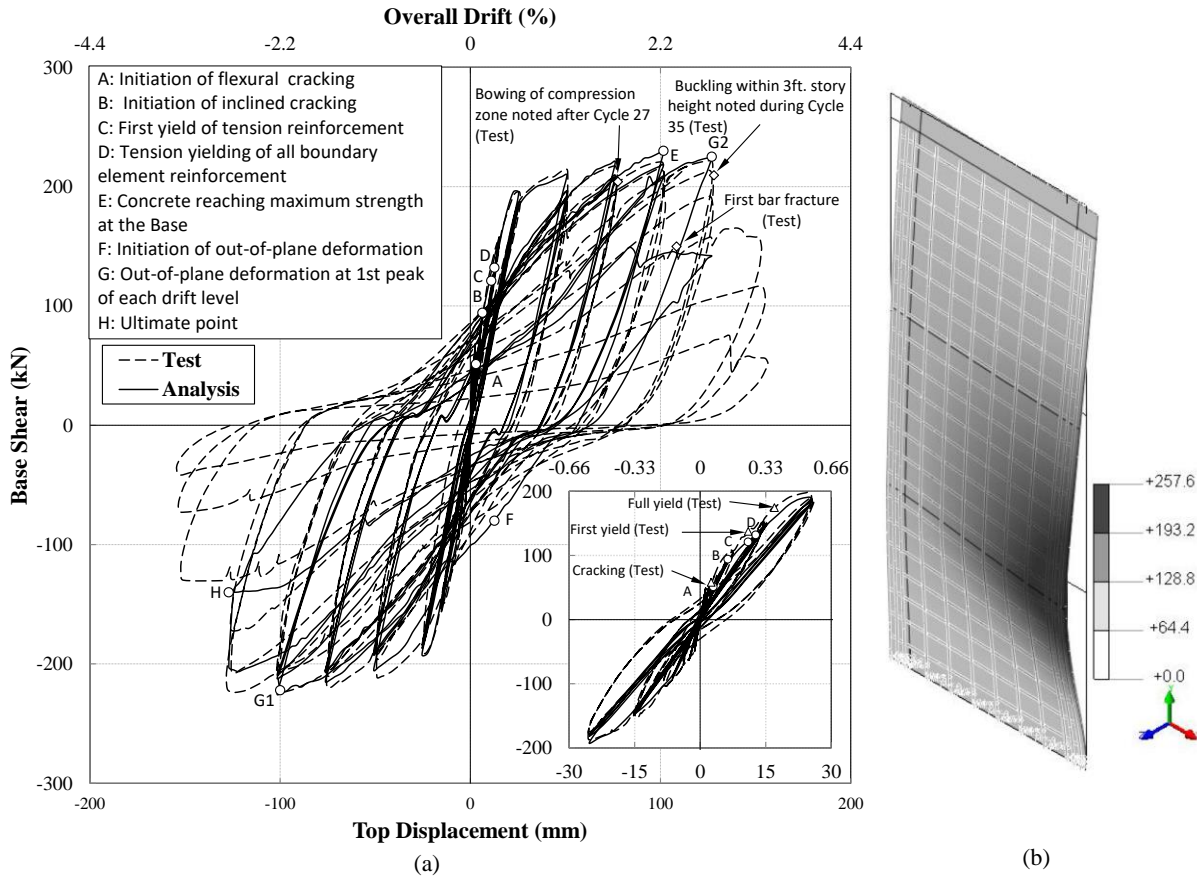 Overall Drift (%)
-4.4
-2.2
0
2.2
4.4
300
200
100
0
-100
-200
-300
Base Shear (kN)
A: Initiation of flexural cracking
B: Initiation of inclined cracking
C: First yield of tension reinforcement
D: Tension yielding of all boundary
element reinforcement
E: Concrete reaching maximum strength
at the Base
F: Initiation of out-of-plane deformation
G: Out-of-plane deformation at 1st peak
of each drift level
H: Ultimate point
Test
Analysis
Bowing of compression
zone noted after Cycle 27
(Test)
Buckling within 3ft. story
height noted during Cycle
35 (Test)
E
G2
First bar fracture
(Test)
D
C
B
A
F
H
G1
-0.66
-0.33
0
0.33
0.66
200
100
0
-100
-200
Full yield (Test)
First yield (Test)
Cracking (Test)
D
C
B
A
-30
-15
0
15
30
-200
-100
0
100
200
Top Displacement (mm)
(a)
+257.6
+193.2
+128.8
+64.4
+0.0
Y
Z
(b)